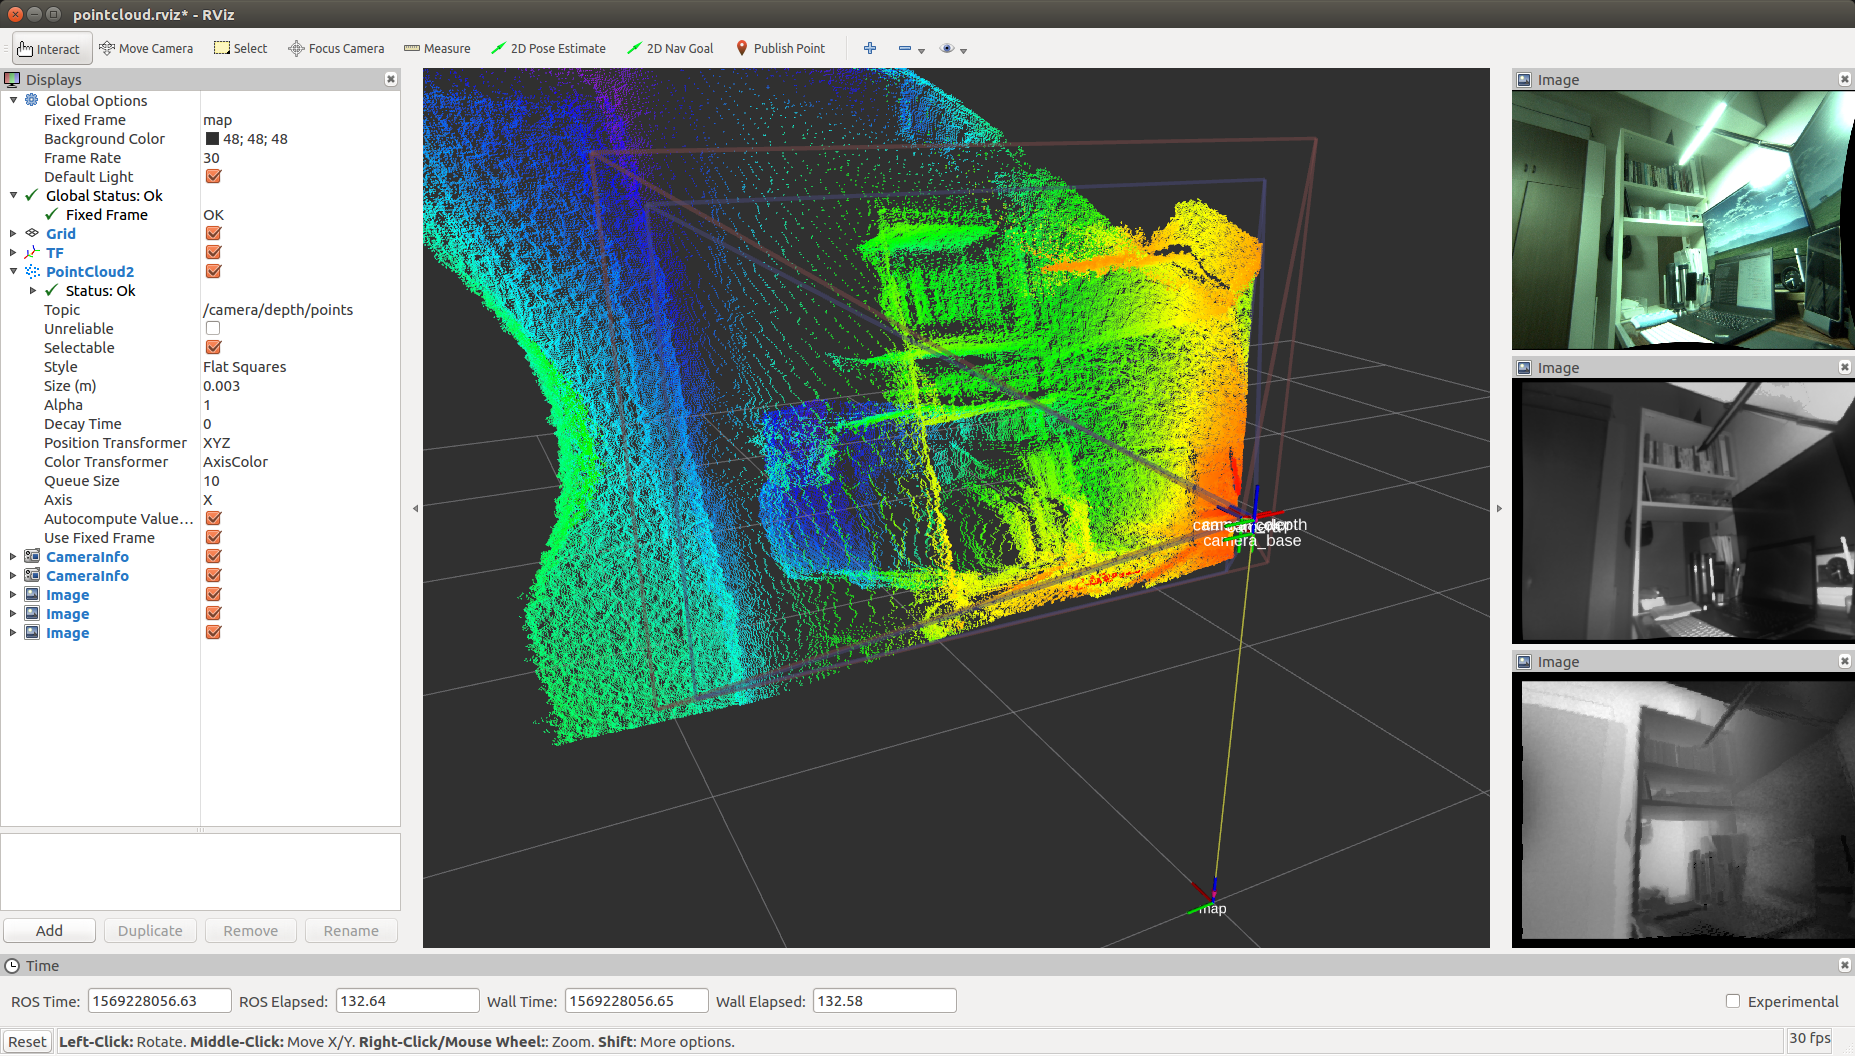 pointcloud.rviz* - RViz
Interact Move Camera Select Focus Camera Measure 2D Pose Estimate 2D Nav Goal Publish Point
Displays
Global Options
Fixed Frame map
Background Color 48; 48; 48
Frame Rate 30
Default Light
Global Status: Ok
Fixed Frame OK
Grid
TF
PointCloud2
Status: Ok
Topic /camera/depth/points
Unreliable
Selectable
Style Flat Squares
Size (m) 0.003
Alpha 1
Decay Time 0
Position Transformer XYZ
Color Transformer AxisColor
Queue Size 10
Axis X
Autocompute Value...
Use Fixed Frame
CameraInfo
CameraInfo
Image
Image
Image
Add Duplicate Remove Rename
camera_base
map
Image
Image
Image
Time
ROS Time: 1569228056.63 ROS Elapsed: 132.64 Wall Time: 1569228056.65 Wall Elapsed: 132.58 Experimental
Reset Left-Click: Rotate. Middle-Click: Move X/Y. Right-Click/Mouse Wheel:: Zoom. Shift: More options. 30 fps